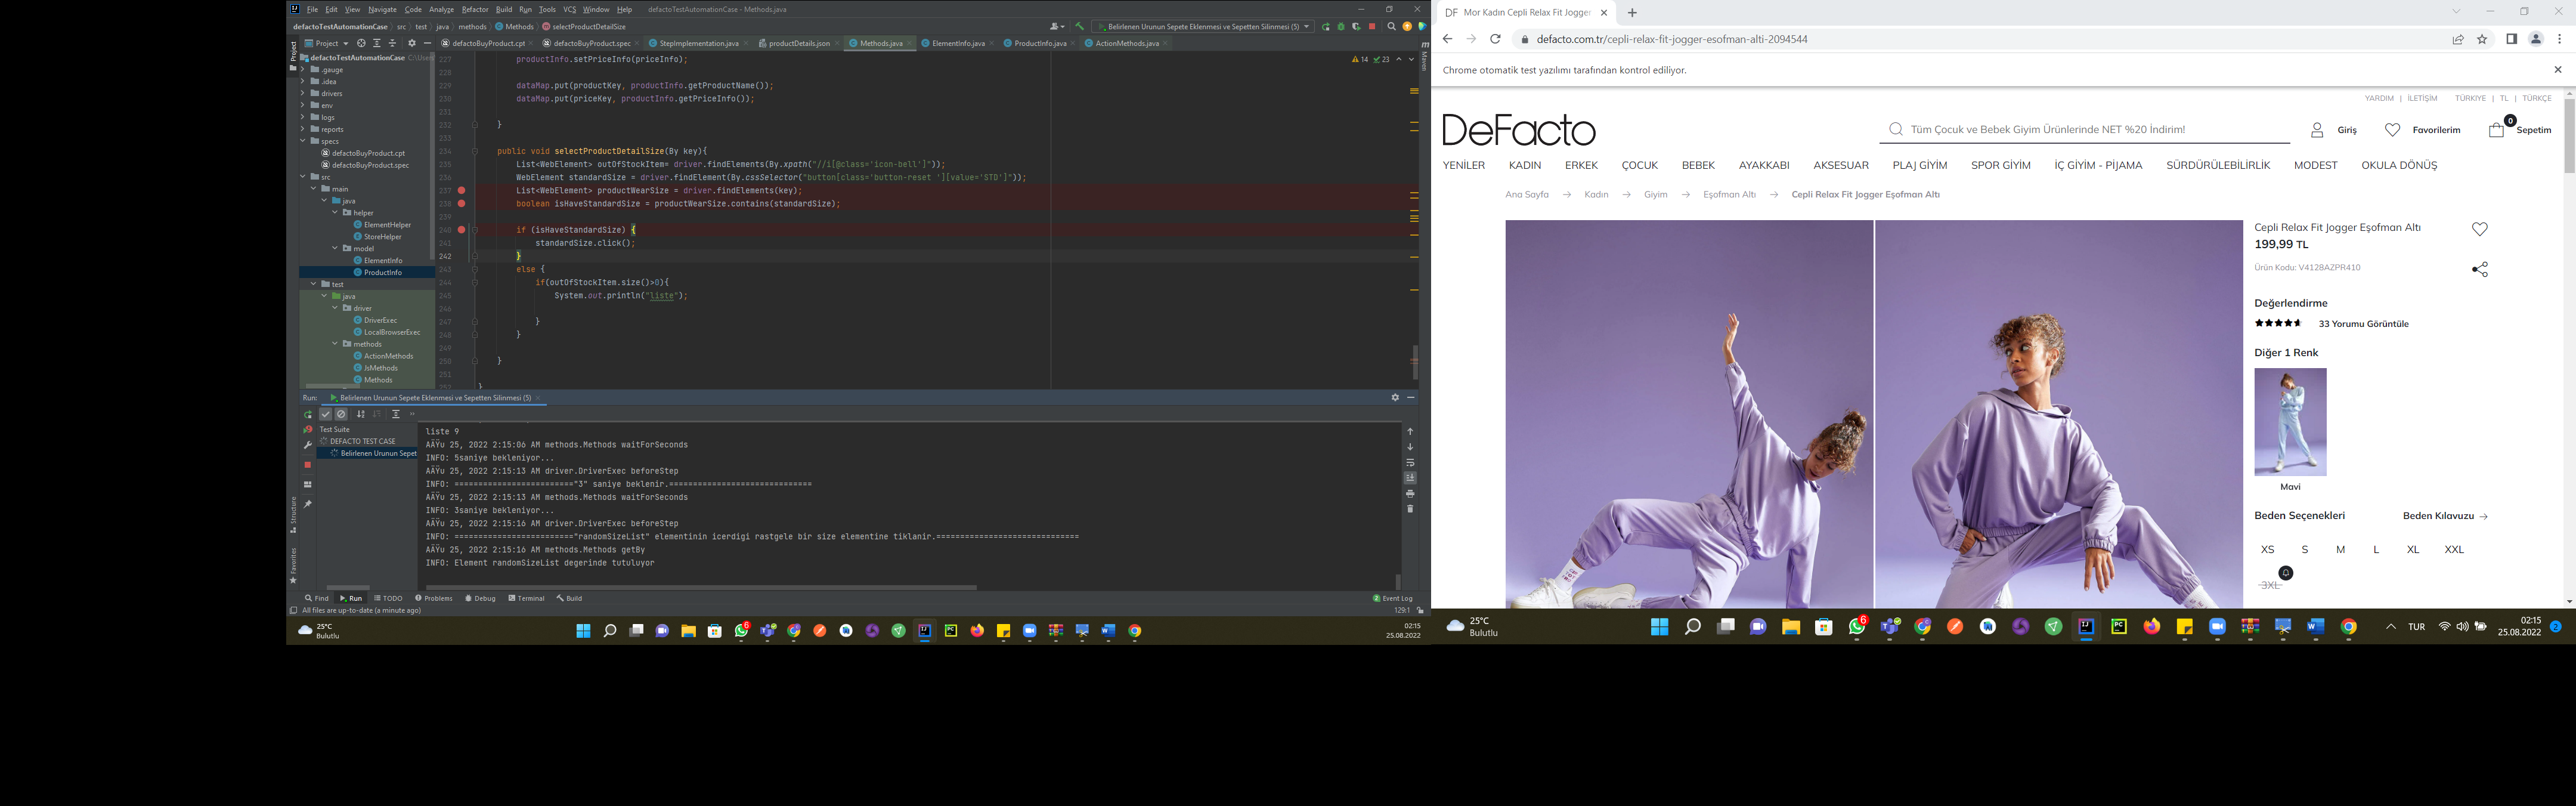 File Edit View Navigate Code Analyze Refactor Build Run Tools VCS Window Help defactoTestAutomationCase - Methods.java
defactoTestAutomationCase src test java methods Methods selectProductDetailSize
Belirlenen Urunun Sepete Eklenmesi ve Sepetten Silinmesi (5)
Project
defactoBuyProduct.cpt defactoBuyProduct.spec StepImplementation.java productDetails.json Methods.java ElementInfo.java ProductInfo.java ActionMethods.java
Project
Maven
defactoTestAutomationCase C:\User
.gauge
.idea
drivers
env
logs
reports
specs
defactoBuyProduct.cpt
defactoBuyProduct.spec
src
main
java
helper
ElementHelper
StoreHelper
model
ElementInfo
ProductInfo
test
java
driver
DriverExec
LocalBrowserExec
methods
ActionMethods
JsMethods
Methods
14 23
227 productInfo.setPriceInfo(priceInfo);
228
229 dataMap.put(productKey, productInfo.getProductName());
230 dataMap.put(priceKey, productInfo.getPriceInfo());
231
232 }
233
234 public void selectProductDetailSize(By key){
235 List<WebElement> outOfStockItem= driver.findElements(By.xpath("//i[@class='icon-bell']"));
236 WebElement standardSize = driver.findElement(By.cssSelector("button[class='button-reset '][value='STD']"));
237 List<WebElement> productWearSize = driver.findElements(key);
238 boolean isHaveStandardSize = productWearSize.contains(standardSize);
239
240 if (isHaveStandardSize) {
241 standardSize.click();
242 }
243 else {
244 if(outOfStockItem.size()>0){
245 System.out.println("liste");
246
247 }
248 }
249
250 }
251
252 }
Run: Belirlenen Urunun Sepete Eklenmesi ve Sepetten Silinmesi (5)
Test Suite
DEFACTO TEST CASE
Belirlenen Urunun Sepet
liste 9
AÄŸu 25, 2022 2:15:06 AM methods.Methods waitForSeconds
INFO: 5saniye bekleniyor...
AÄŸu 25, 2022 2:15:13 AM driver.DriverExec beforeStep
INFO: ========================="3" saniye beklenir.==============================
AÄŸu 25, 2022 2:15:13 AM methods.Methods waitForSeconds
INFO: 3saniye bekleniyor...
AÄŸu 25, 2022 2:15:16 AM driver.DriverExec beforeStep
INFO: ========================="randomSizeList" elementinin icerdigi rastgele bir size elementine tiklanir.==============================
AÄŸu 25, 2022 2:15:16 AM methods.Methods getBy
INFO: Element randomSizeList degerinde tutuluyor
Structure
Favorites
Find Run TODO Problems Debug Terminal Build 2 Event Log
All files are up-to-date (a minute ago) 129:1
25°C
Bulutlu
6
02:15
25.08.2022
DF Mor Kadın Cepli Relax Fit Jogger
defacto.com.tr/cepli-relax-fit-jogger-esofman-alti-2094544
Chrome otomatik test yazılımı tarafından kontrol ediliyor.
YARDIM | İLETİŞİM TÜRKİYE | TL | TÜRKÇE
DeFacto
Tüm Çocuk ve Bebek Giyim Ürünlerinde NET %20 İndirim!
Giriş Favorilerim 0 Sepetim
YENİLER KADIN ERKEK ÇOCUK BEBEK AYAKKABI AKSESUAR PLAJ GİYİM SPOR GİYİM İÇ GİYİM - PİJAMA SÜRDÜRÜLEBİLİRLİK MODEST OKULA DÖNÜŞ
Ana Sayfa → Kadın → Giyim → Eşofman Altı → Cepli Relax Fit Jogger Eşofman Altı
Cepli Relax Fit Jogger Eşofman Altı
199,99 TL
Ürün Kodu: V4128AZPR410
Değerlendirme
33 Yorumu Görüntüle
Diğer 1 Renk
Mavi
Beden Seçenekleri Beden Kılavuzu →
XS S M L XL XXL
3XL
25°C
Bulutlu
6
TUR
02:15
25.08.2022
2